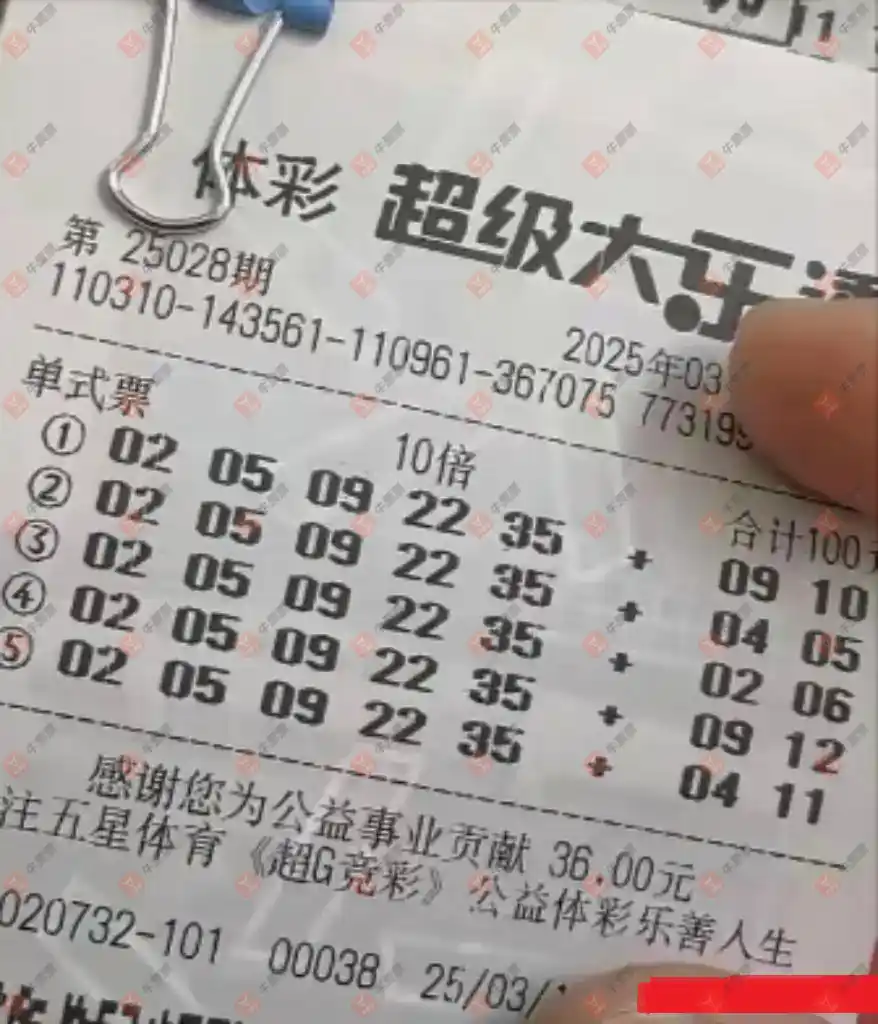 体彩 超级大乐透
第 25028期 2025年03
110310-143561-110961-367075 773199
单式票 10倍 合计100元
① 02 05 09 22 35 + 09 10
② 02 05 09 22 35 + 04 05
③ 02 05 09 22 35 + 02 06
④ 02 05 09 22 35 + 09 12
⑤ 02 05 09 22 35 + 04 11
感谢您为公益事业贡献 36.00元
注五星体育《超G竞彩》 公益体彩乐善人生
020732-101 00038 25/03/
牛票票